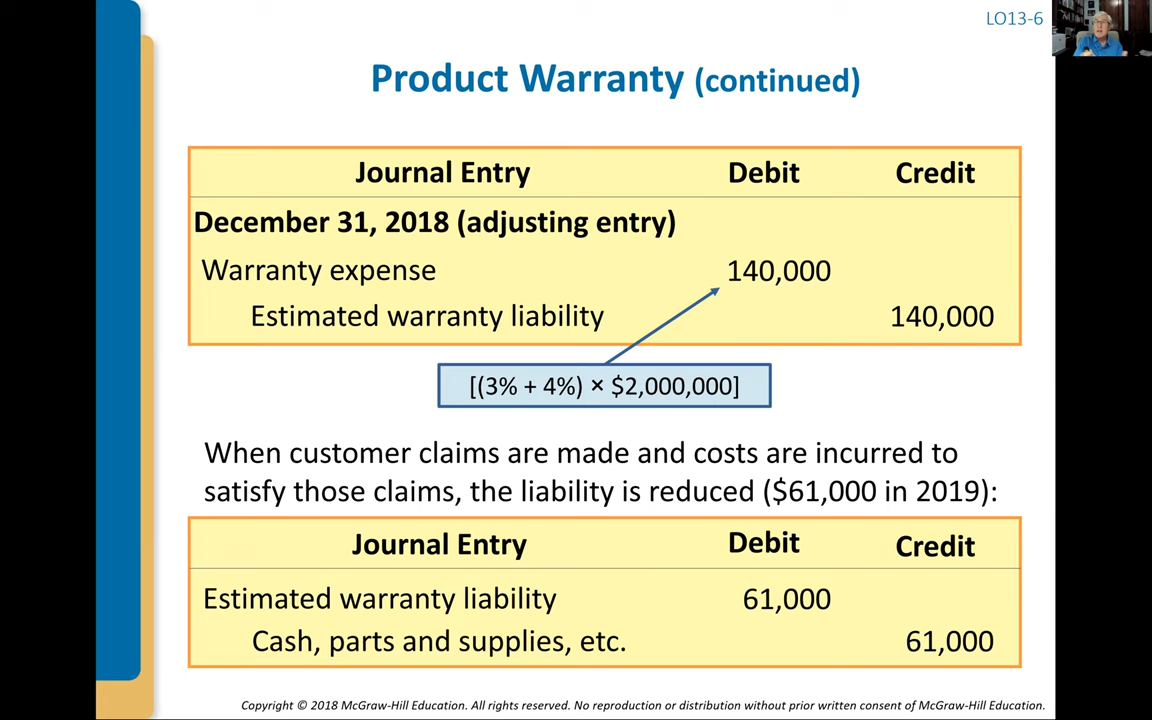 LO13-6
Product Warranty (continued)
Journal Entry Debit Credit
December 31, 2018 (adjusting entry)
Warranty expense 140,000
Estimated warranty liability 140,000
[(3% + 4%) × $2,000,000]
When customer claims are made and costs are incurred to
satisfy those claims, the liability is reduced ($61,000 in 2019):
Journal Entry Debit Credit
Estimated warranty liability 61,000
Cash, parts and supplies, etc. 61,000
Copyright © 2018 McGraw-Hill Education. All rights reserved. No reproduction or distribution without prior written consent of McGraw-Hill Education.